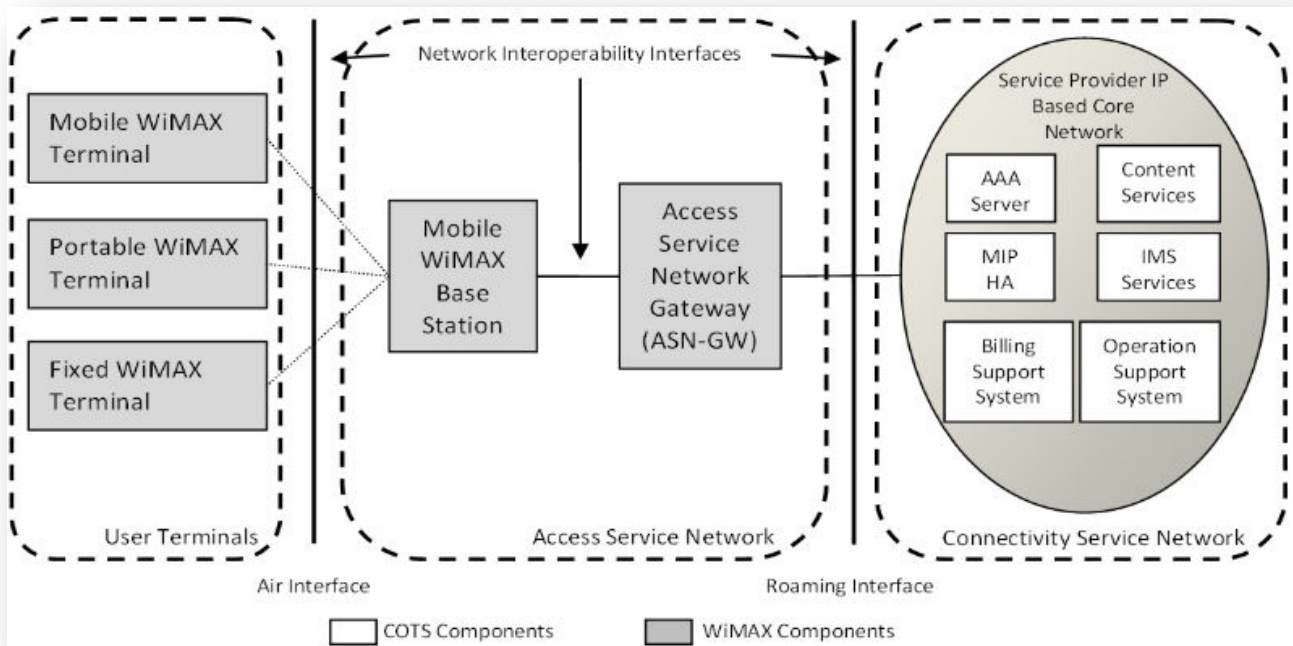 Network Interoperability Interfaces
Mobile WiMAX
Terminal
Portable WiMAX
Terminal
Fixed WiMAX
Terminal
User Terminals
Mobile
WiMAX
Base
Station
Access
Service
Network
Gateway
(ASN-GW)
Access Service Network
Service Provider IP
Based Core
Network
AAA
Server
Content
Services
MIP
HA
IMS
Services
Billing
Support
System
Operation
Support
System
Connectivity Service Network
Air Interface
Roaming Interface
COTS Components
WiMAX Components